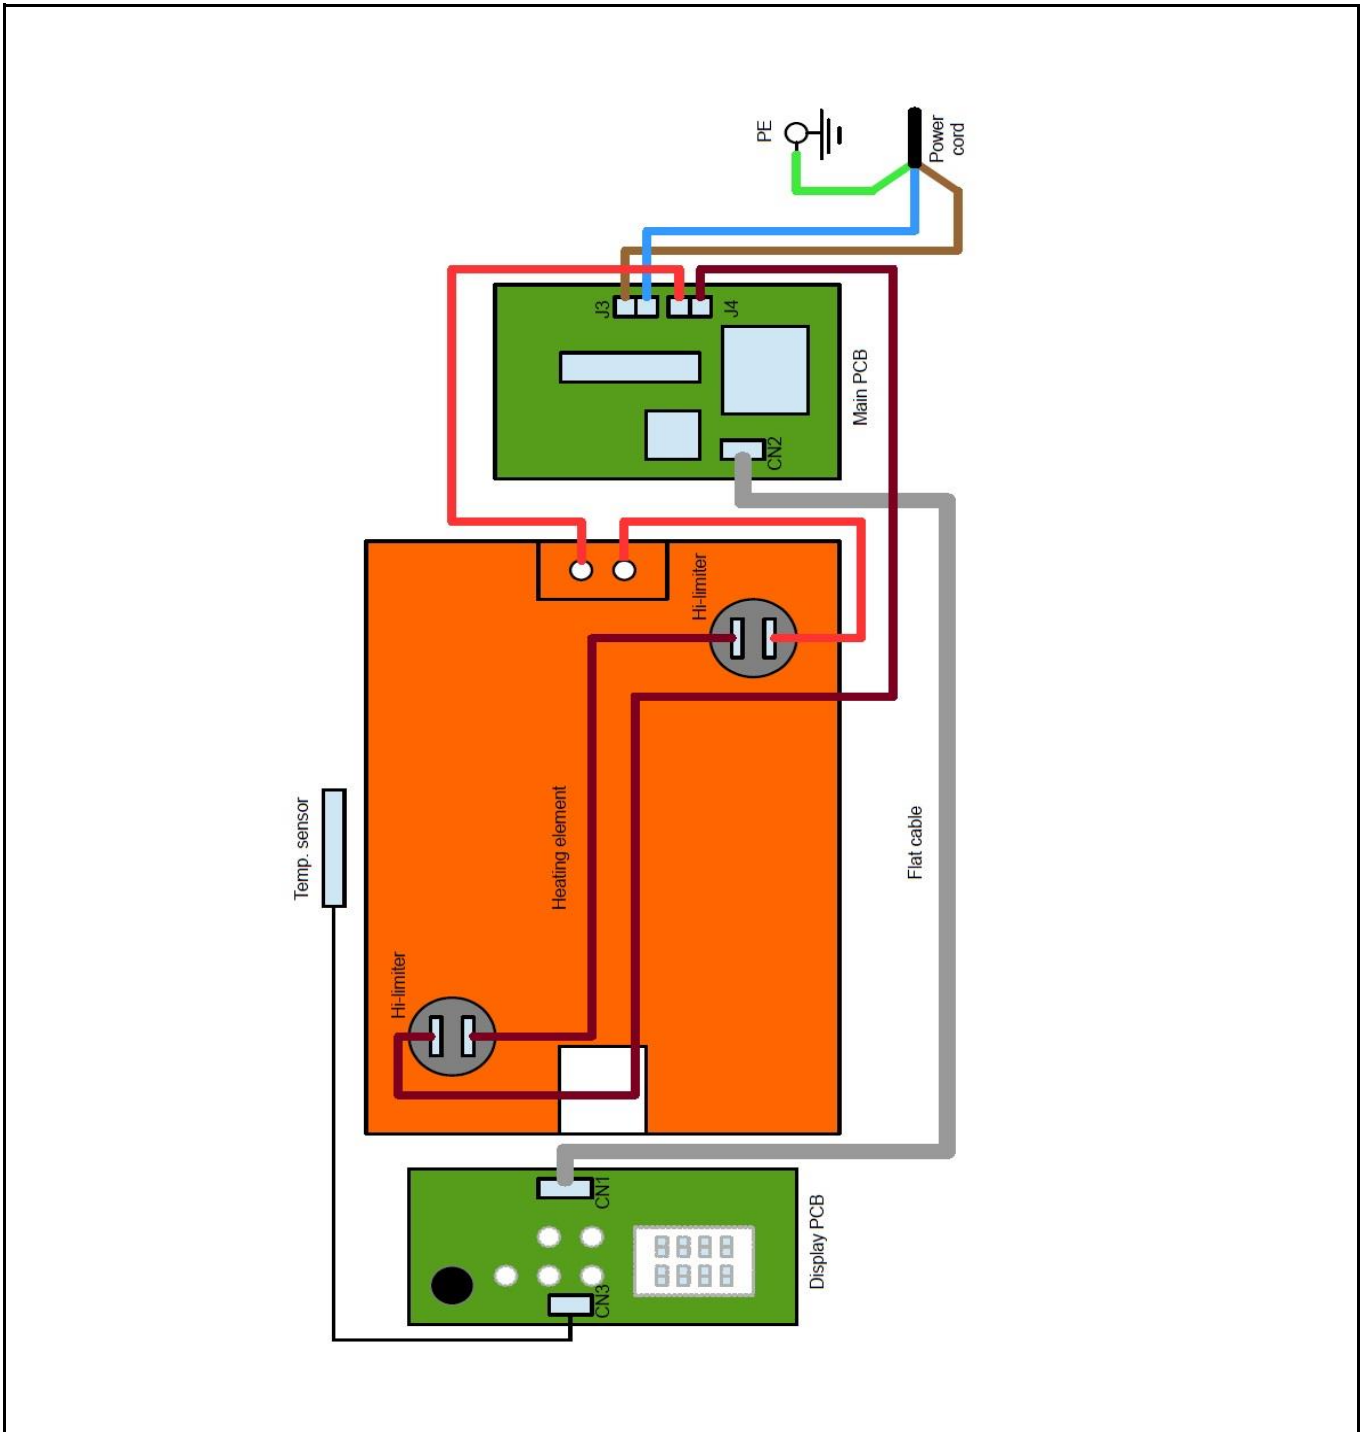 PE
Power
cord
J3
J4
Main PCB
CN2
Hi-limiter
Temp. sensor
Heating element
Flat cable
Hi-limiter
CN1
Display PCB
CN3